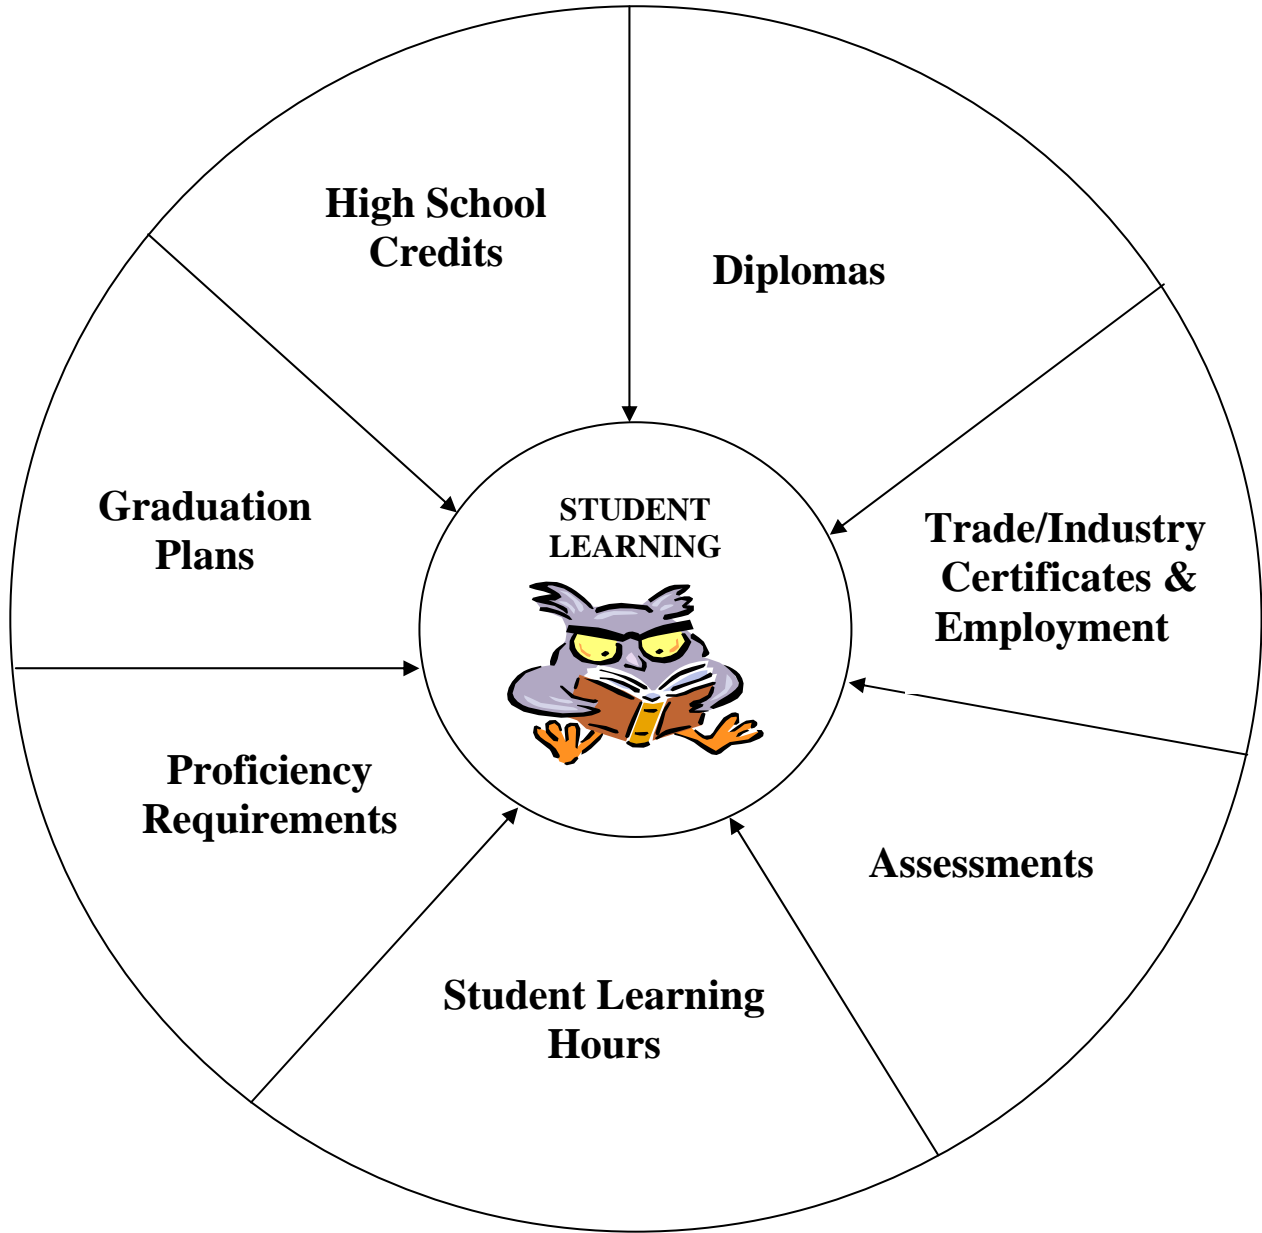 High School
Credits
Diplomas
Trade/Industry
Certificates &
Employment
Assessments
Student Learning
Hours
Proficiency
Requirements
Graduation
Plans
STUDENT
LEARNING